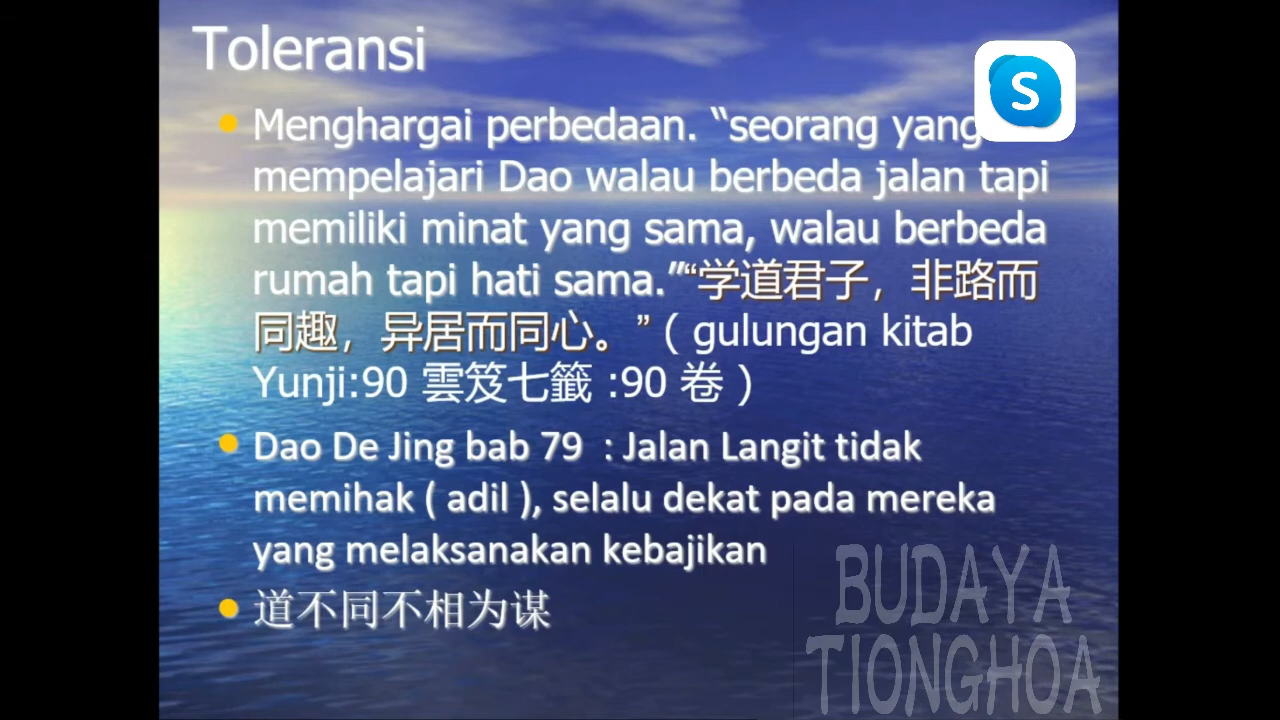 Toleransi
Menghargai perbedaan. “seorang yang
mempelajari Dao walau berbeda jalan tapi
memiliki minat yang sama, walau berbeda
rumah tapi hati sama.”“学道君子，非路而
同趣，异居而同心。” ( gulungan kitab
Yunji:90 雲笈七籤 :90 卷 )
Dao De Jing bab 79 : Jalan Langit tidak
memihak ( adil ), selalu dekat pada mereka
yang melaksanakan kebajikan
道不同不相为谋
S
BUDAYA
TIONGHOA